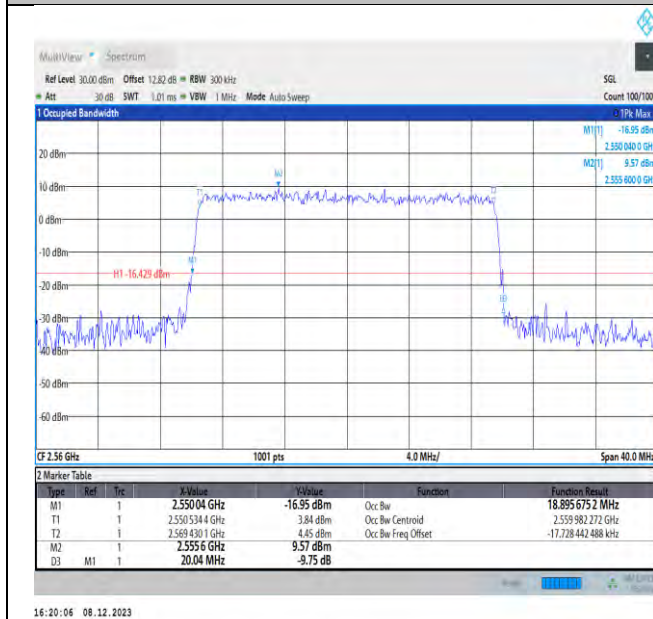 MultiView Spectrum
Ref Level 30.00 dBm Offset 12.82 dB RBW 300 kHz SGL
Att 30 dB SWT 1.01 ms VBW 1 MHz Mode Auto Sweep Count 100/100
1 Occupied Bandwidth 1Pk Max
M1[1] -16.95 dBm
2.550 040 0 GHz
M2[1] 9.57 dBm
2.555 600 0 GHz
20 dBm
M2
10 dBm
T1 T2
0 dBm
-10 dBm
M1
H1 -16.429 dBm
-20 dBm
D3
-30 dBm
-40 dBm
-50 dBm
-60 dBm
CF 2.56 GHz 1001 pts 4.0 MHz/ Span 40.0 MHz
2 Marker Table
Type Ref Trc X-Value Y-Value Function Function Result
M1 1 2.550 04 GHz -16.95 dBm Occ Bw 18.895 675 2 MHz
T1 1 2.550 534 4 GHz 3.84 dBm Occ Bw Centroid 2.559 982 272 GHz
T2 1 2.569 430 1 GHz 4.45 dBm Occ Bw Freq Offset -17.728 442 488 kHz
M2 1 2.555 6 GHz 9.57 dBm
D3 M1 1 20.04 MHz -9.75 dB
16:20:06 08.12.2023